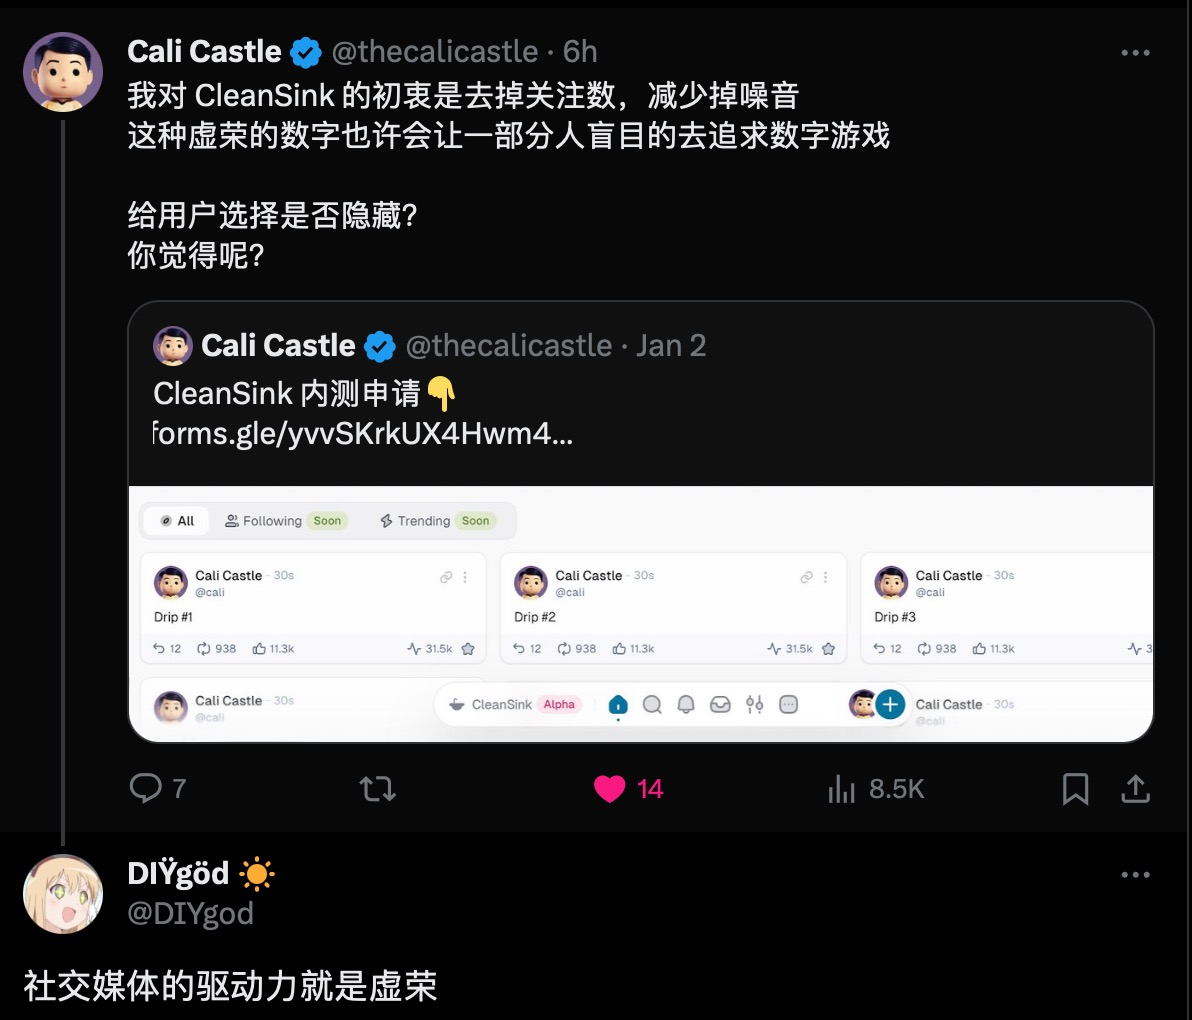 Cali Castle @thecalicastle · 6h
我对 CleanSink 的初衷是去掉关注数，减少掉噪音
这种虚荣的数字也许会让一部分人盲目的去追求数字游戏
给用户选择是否隐藏？
你觉得呢？
Cali Castle @thecalicastle · Jan 2
CleanSink 内测申请👇
forms.gle/yvvSKrkUX4Hwm4...
All Following Soon Trending Soon
Cali Castle · 30s Cali Castle · 30s Cali Castle · 30s
@cali @cali @cali
Drip #1 Drip #2 Drip #3
12 938 11.3k 31.5k 12 938 11.3k 31.5k 12 938 11.3k 3
Cali Castle · 30s CleanSink Alpha Cali Castle · 30s
@cali @cali
7 14 8.5K
DIŸgöd ☀️
@DIYgod
社交媒体的驱动力就是虚荣